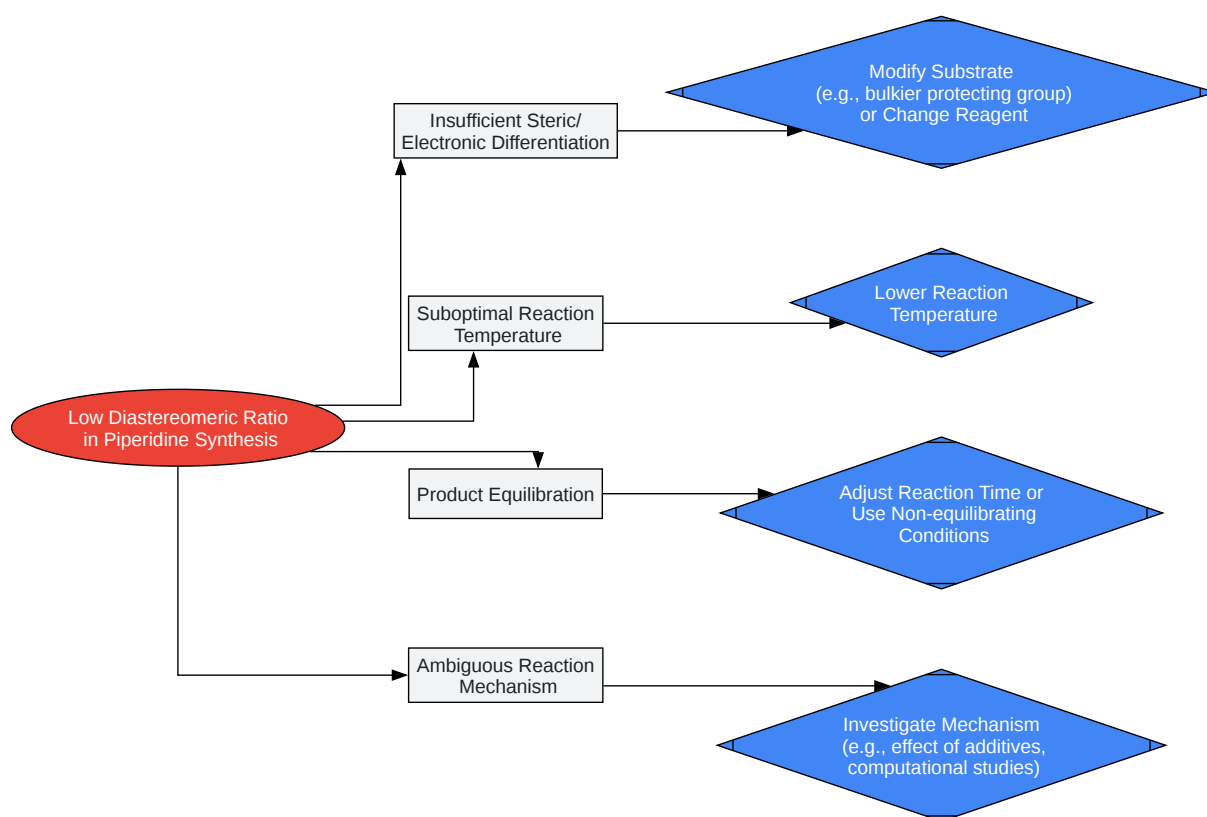 Modify Substrate
(e.g., bulkier protecting group)
or Change Reagent
Insufficient Steric/
Electronic Differentiation
Lower Reaction
Temperature
Suboptimal Reaction
Temperature
Low Diastereomeric Ratio
in Piperidine Synthesis
Product Equilibration
Adjust Reaction Time or
Use Non-equilibrating
Conditions
Ambiguous Reaction
Mechanism
Investigate Mechanism
(e.g., effect of additives,
computational studies)